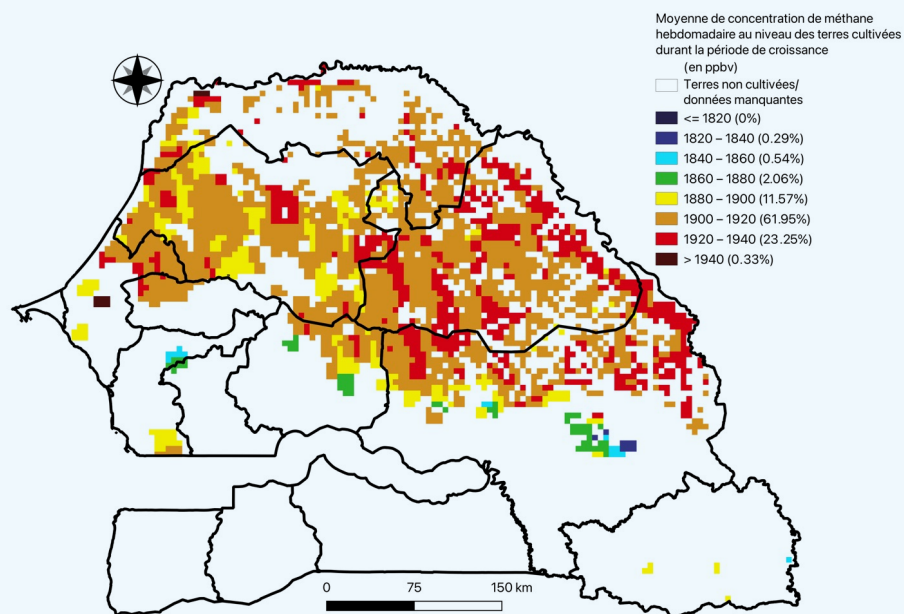 Moyenne de concentration de méthane
hebdomadaire au niveau des terres cultivées
durant la période de croissance
(en ppbv)
Terres non cultivées/
données manquantes
<= 1820 (0%)
1820 – 1840 (0.29%)
1840 – 1860 (0.54%)
1860 – 1880 (2.06%)
1880 – 1900 (11.57%)
1900 – 1920 (61.95%)
1920 – 1940 (23.25%)
> 1940 (0.33%)
0 75 150 km